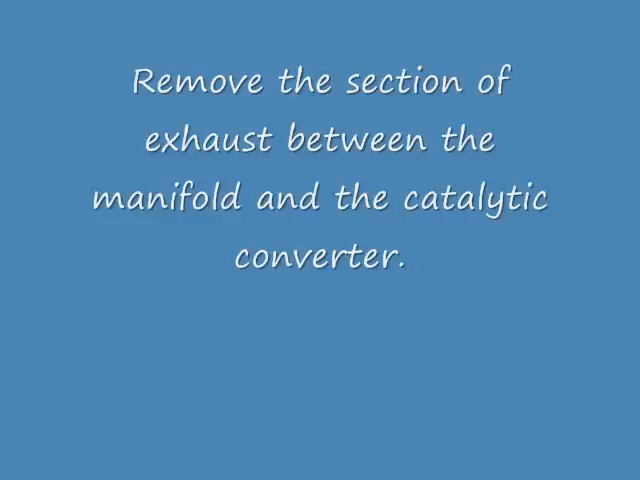 Remove the section of
exhaust between the
manifold and the catalytic
converter.